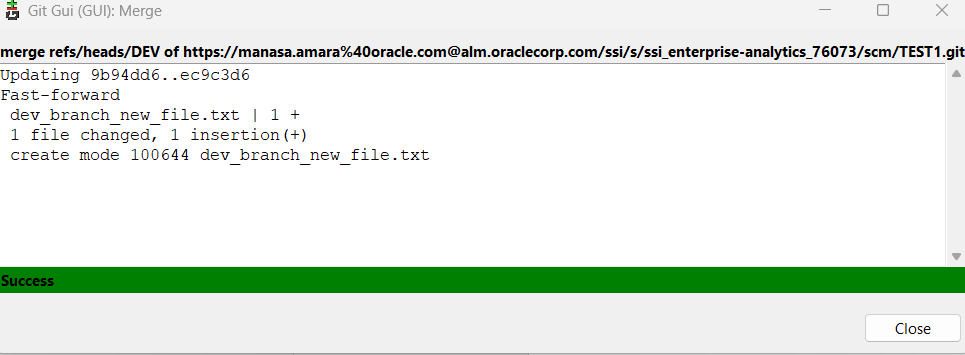 Git Gui (GUI): Merge
merge refs/heads/DEV of https://manasa.amara%40oracle.com@alm.oraclecorp.com/ssi/s/ssi_enterprise-analytics_76073/scm/TEST1.git
Updating 9b94dd6..ec9c3d6
Fast-forward
 dev_branch_new_file.txt | 1 +
 1 file changed, 1 insertion(+)
 create mode 100644 dev_branch_new_file.txt
Success
Close